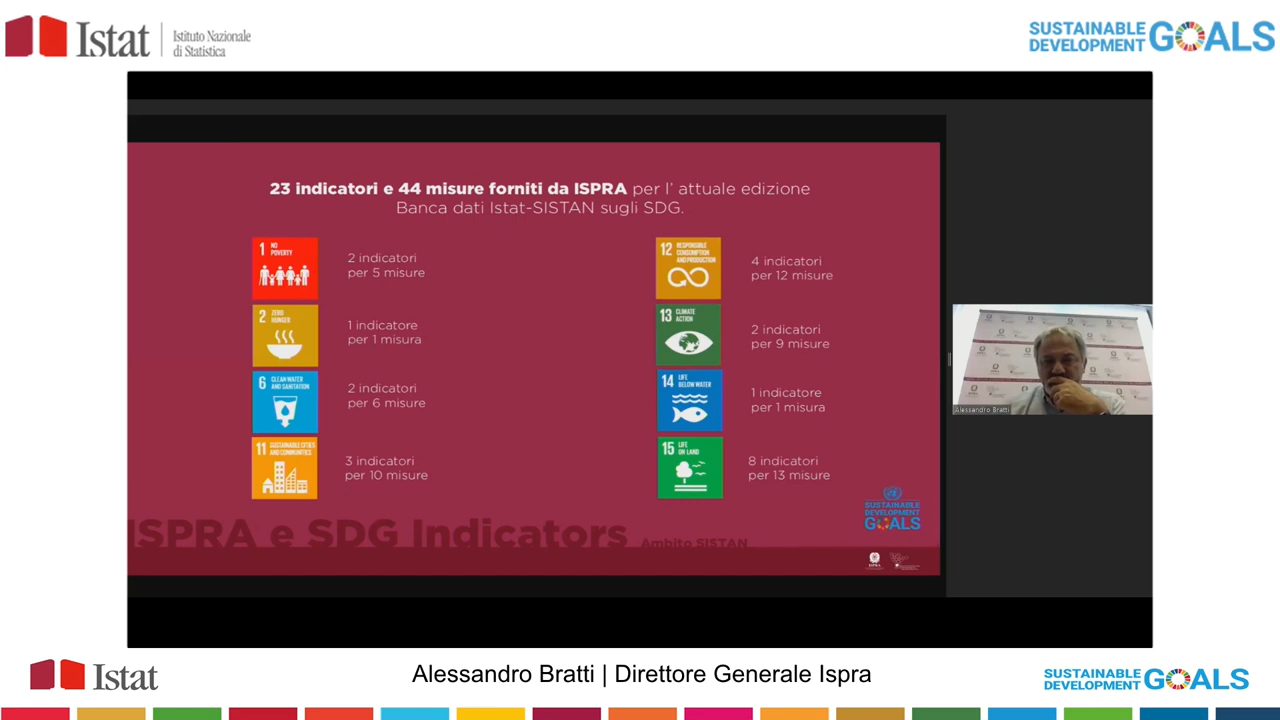 Istat
Istituto Nazionale
di Statistica
SUSTAINABLE
DEVELOPMENT
GOALS
23 indicatori e 44 misure forniti da ISPRA per l' attuale edizione
Banca dati Istat-SISTAN sugli SDG.
1 NO
POVERTY
2 indicatori
per 5 misure
2 ZERO
HUNGER
1 indicatore
per 1 misura
6 CLEAN WATER
AND SANITATION
2 indicatori
per 6 misure
11 SUSTAINABLE CITIES
AND COMMUNITIES
3 indicatori
per 10 misure
12 RESPONSIBLE
CONSUMPTION
AND PRODUCTION
4 indicatori
per 12 misure
13 CLIMATE
ACTION
2 indicatori
per 9 misure
14 LIFE
BELOW WATER
1 indicatori
per 1 misura
15 LIFE
ON LAND
8 indicatori
per 13 misure
SUSTAINABLE
DEVELOPMENT
GOALS
ISPRA e SDG Indicators Ambito SISTAN
Alessandro Bratti
Istat
Alessandro Bratti | Direttore Generale Ispra
SUSTAINABLE
DEVELOPMENT
GOALS